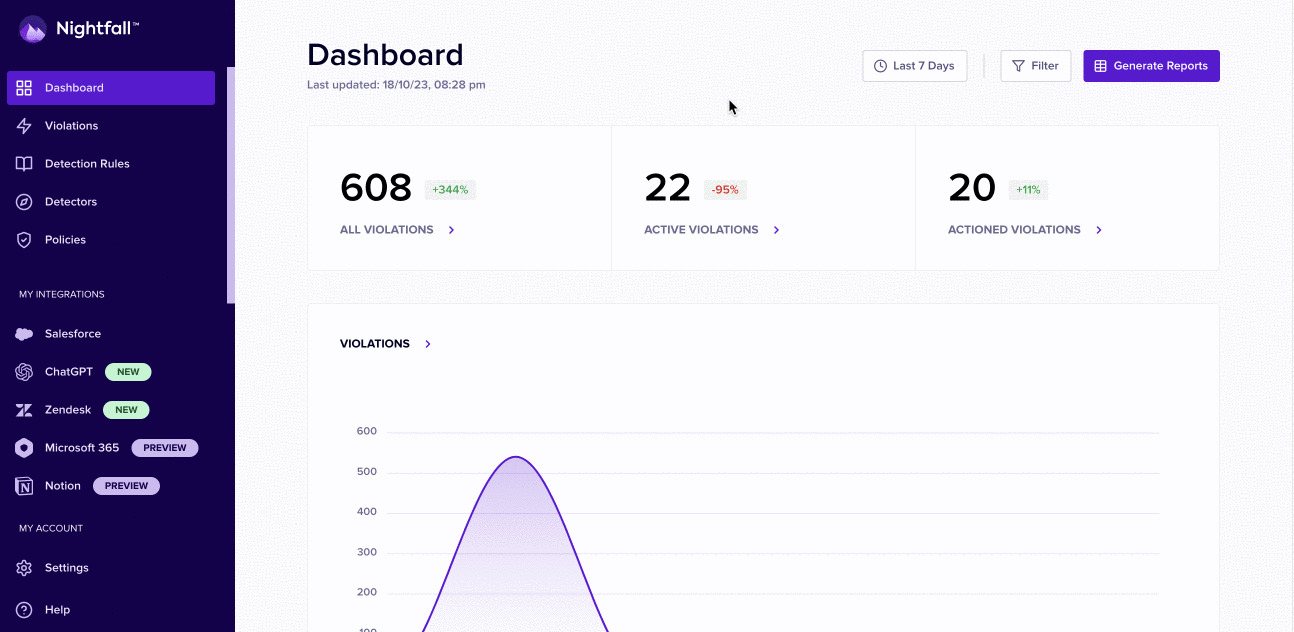 Nightfall™
Dashboard
Violations
Detection Rules
Detectors
Policies
MY INTEGRATIONS
Salesforce
ChatGPT NEW
Zendesk NEW
Microsoft 365 PREVIEW
Notion PREVIEW
MY ACCOUNT
Settings
Help
Dashboard
Last updated: 18/10/23, 08:28 pm
Last 7 Days
Filter
Generate Reports
608 +344%
ALL VIOLATIONS
22 -95%
ACTIVE VIOLATIONS
20 +11%
ACTIONED VIOLATIONS
VIOLATIONS
600
500
400
300
200
100